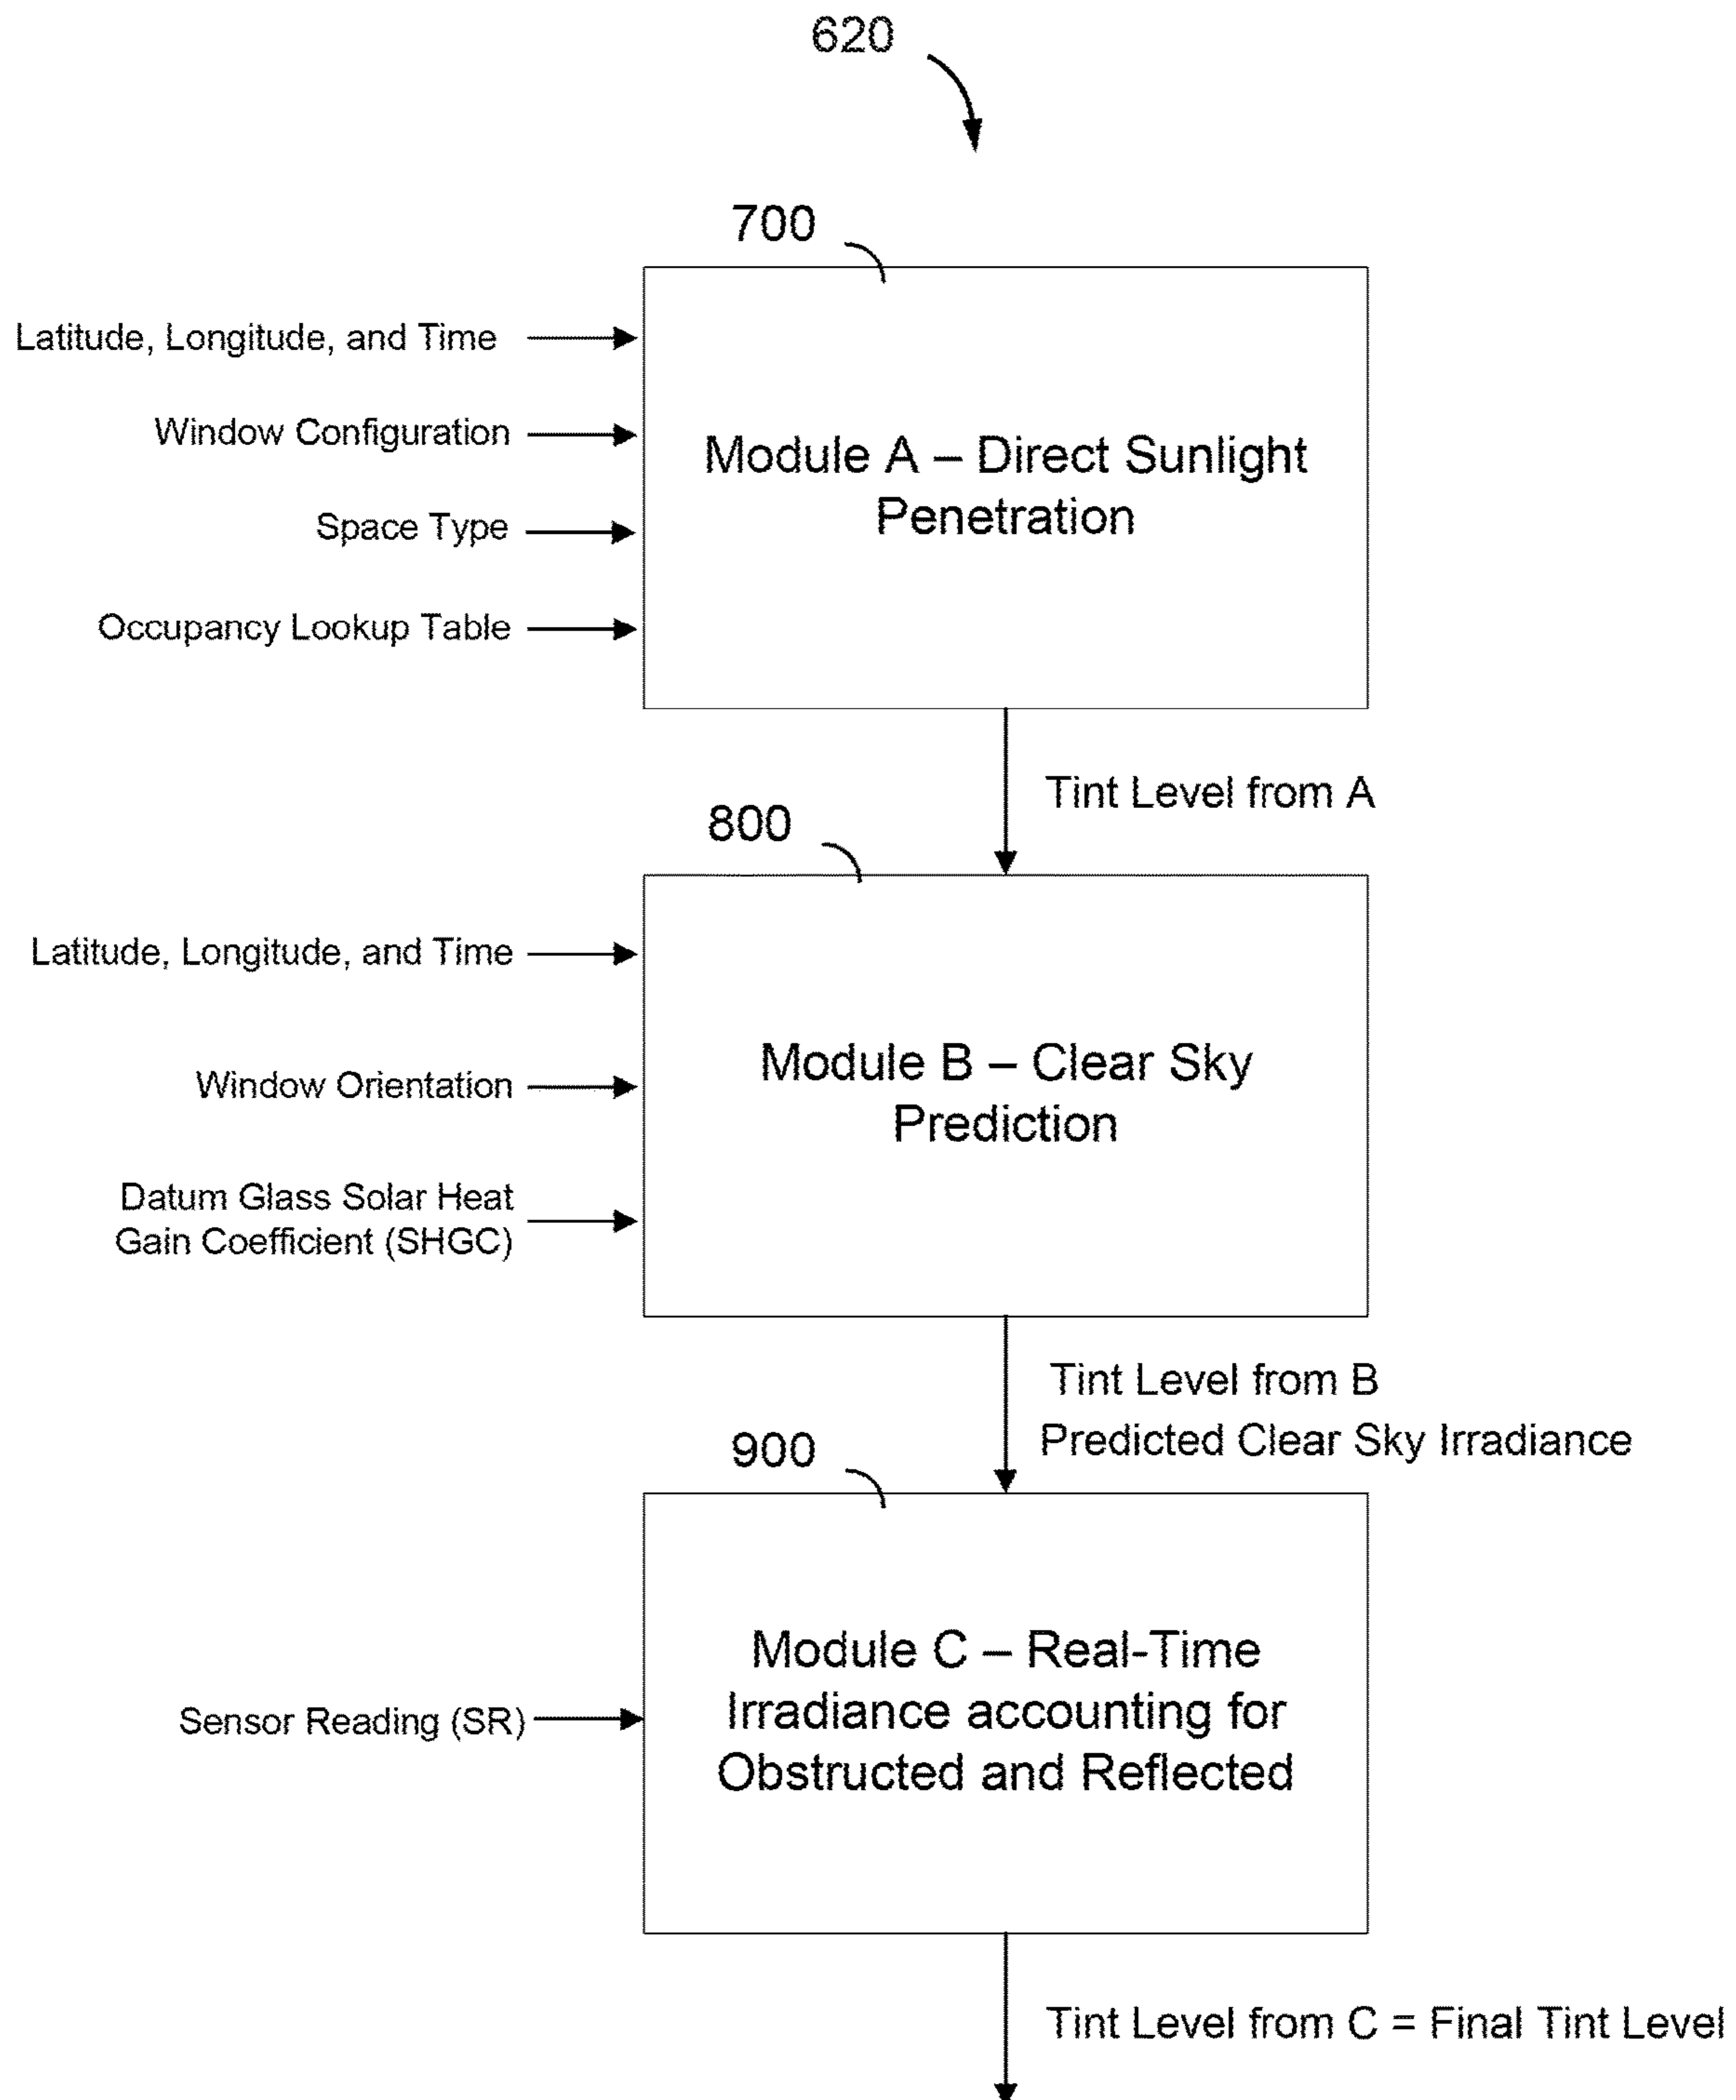 620
700
Latitude, Longitude, and Time
Window Configuration
Space Type
Occupancy Lookup Table
Module A – Direct Sunlight
Penetration
Tint Level from A
800
Latitude, Longitude, and Time
Window Orientation
Datum Glass Solar Heat
Gain Coefficient (SHGC)
Module B – Clear Sky
Prediction
Tint Level from B
Predicted Clear Sky Irradiance
900
Sensor Reading (SR)
Module C – Real-Time
Irradiance accounting for
Obstructed and Reflected
Tint Level from C = Final Tint Level